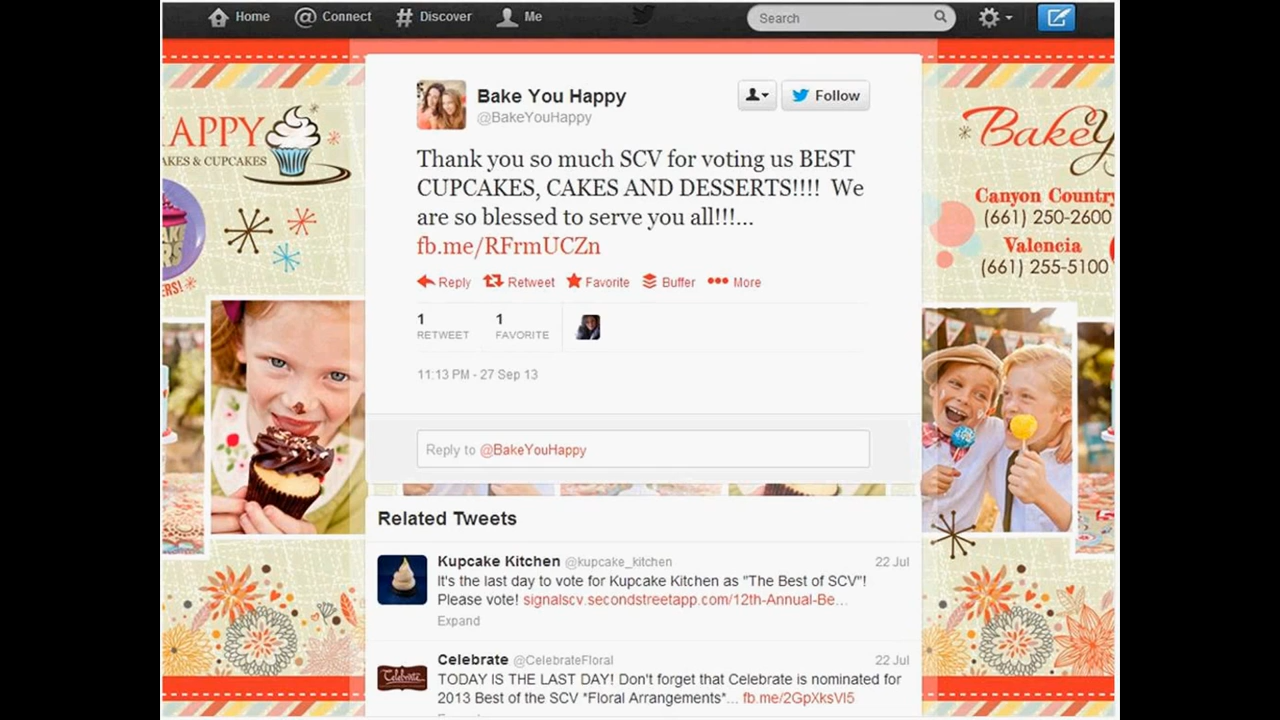 Home
Connect
Discover
Me
Search
APPY
AKES & CUPCAKES
Bake You Happy
@BakeYouHappy
Follow
Thank you so much SCV for voting us BEST
CUPCAKES, CAKES AND DESSERTS!!!! We
are so blessed to serve you all!!!...
fb.me/RFrmUCZn
Reply
Retweet
Favorite
Buffer
More
1
RETWEET
1
FAVORITE
11:13 PM - 27 Sep 13
Reply to @BakeYouHappy
BakeY
Canyon Countr
(661) 250-2600
Valencia
(661) 255-5100
Related Tweets
Kupcake Kitchen @kupcake_kitchen 22 Jul
It's the last day to vote for Kupcake Kitchen as "The Best of SCV"!
Please vote! signalscv.secondstreetapp.com/12th-Annual-Be...
Expand
Celebrate @CelebrateFloral 22 Jul
TODAY IS THE LAST DAY! Don't forget that Celebrate is nominated for
2013 Best of the SCV *Floral Arrangements*... fb.me/2GpXksVI5